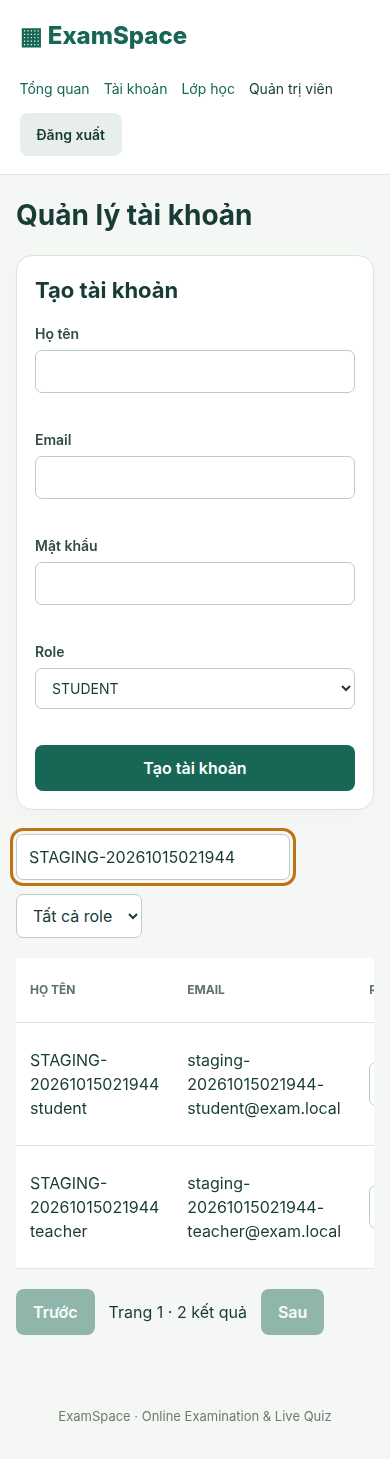 ExamSpace
Tổng quan Tài khoản Lớp học Quản trị viên
Đăng xuất
Quản lý tài khoản
Tạo tài khoản
Họ tên
Email
Mật khẩu
Role
STUDENT
Tạo tài khoản
STAGING-20261015021944
Tất cả role
HỌ TÊN EMAIL
STAGING- staging-
20261015021944 20261015021944-
student student@exam.local
STAGING- staging-
20261015021944 20261015021944-
teacher teacher@exam.local
Trước Trang 1 · 2 kết quả Sau
ExamSpace · Online Examination & Live Quiz